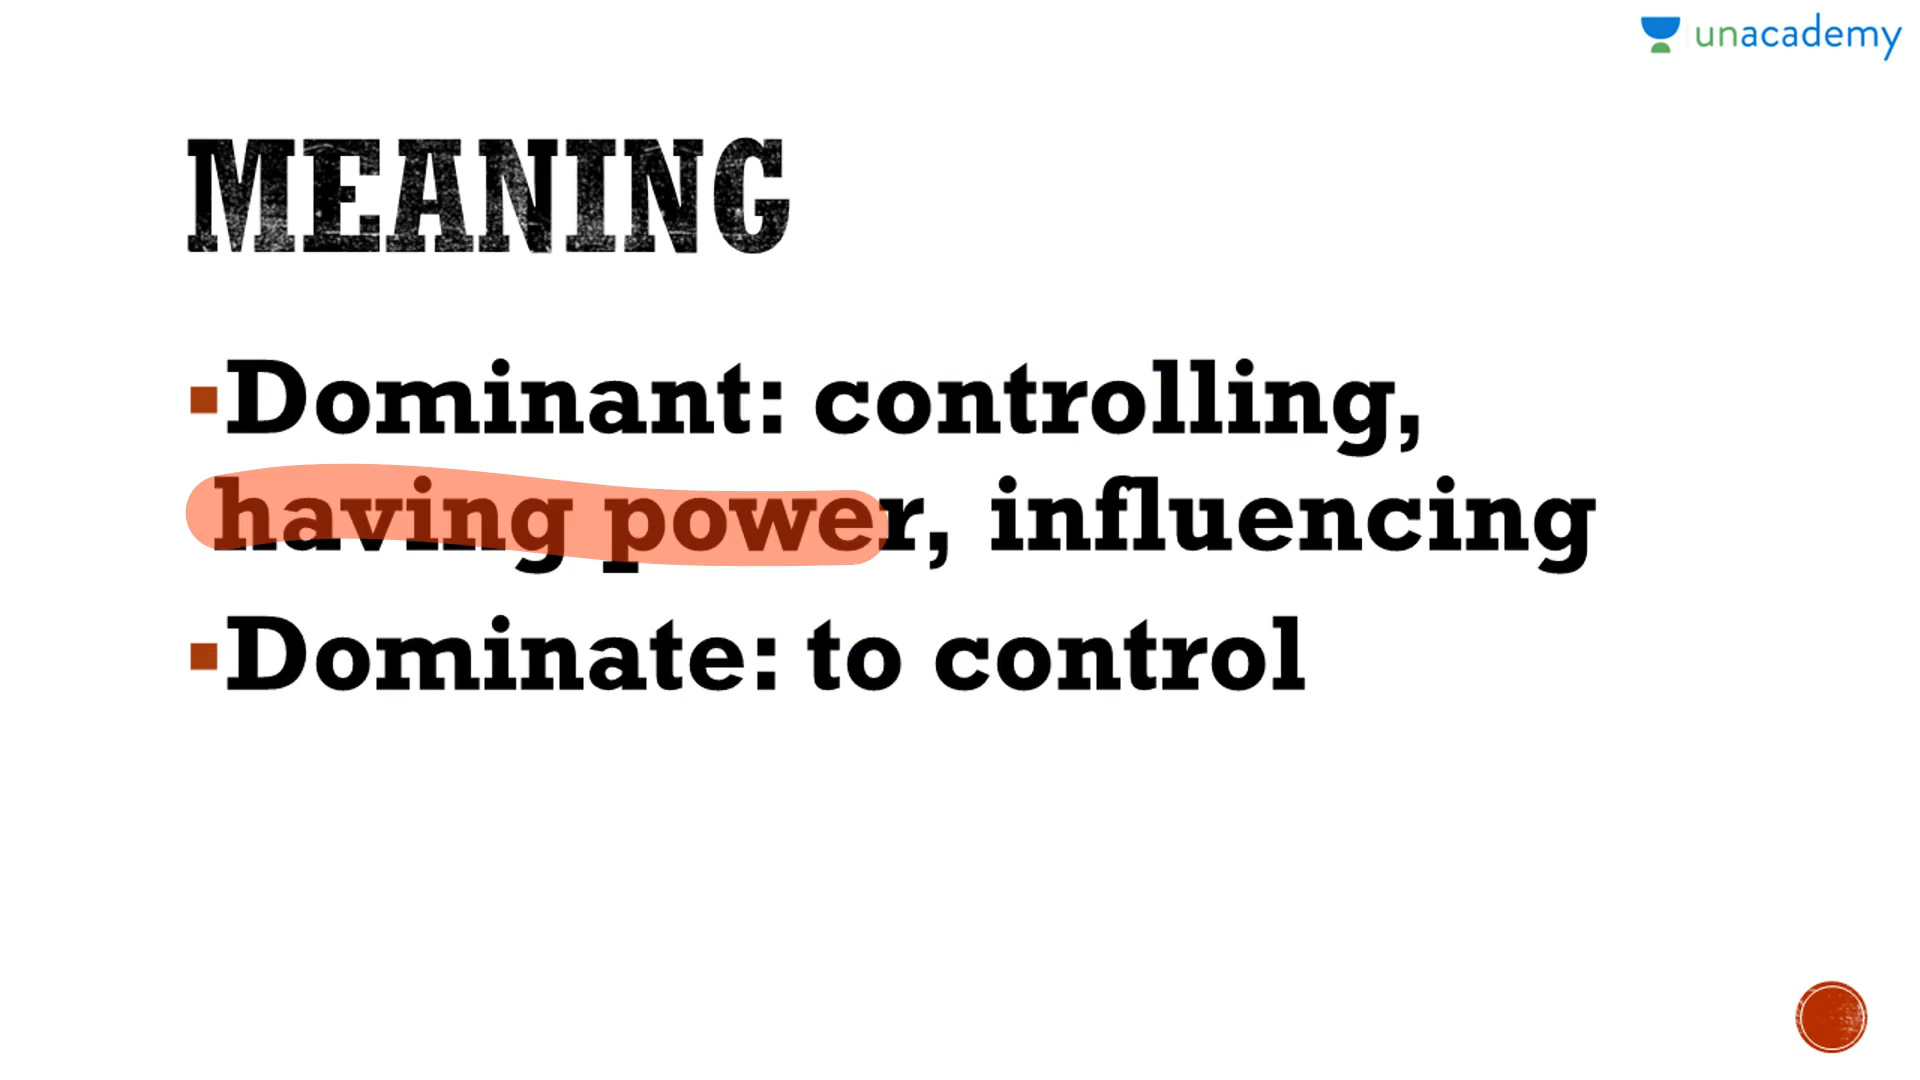 unacademy
MEANING
▪Dominant: controlling,
having power, influencing
▪Dominate: to control